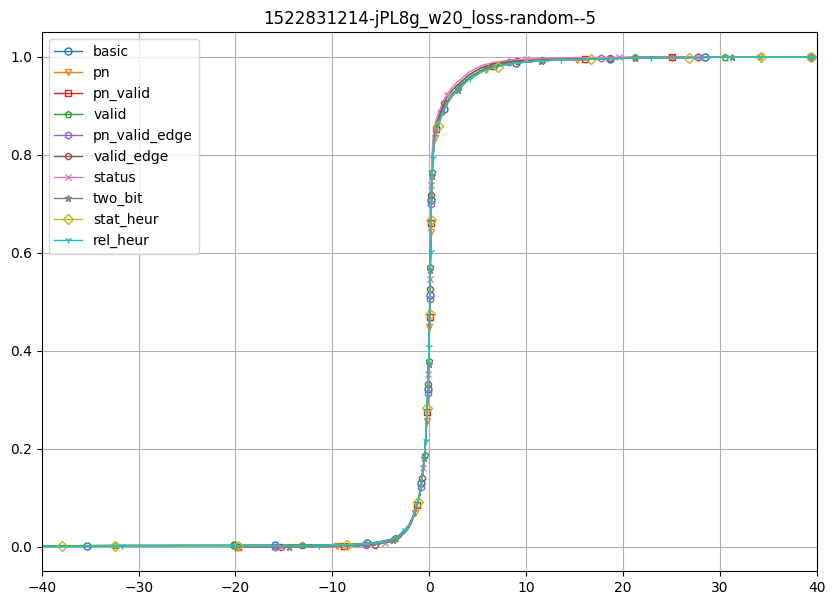 1522831214-jPL8g_w20_loss-random--5
basic
pn
pn_valid
valid
pn_valid_edge
valid_edge
status
two_bit
stat_heur
rel_heur
1.0
0.8
0.6
0.4
0.2
0.0
−40 −30 −20 −10 0 10 20 30 40